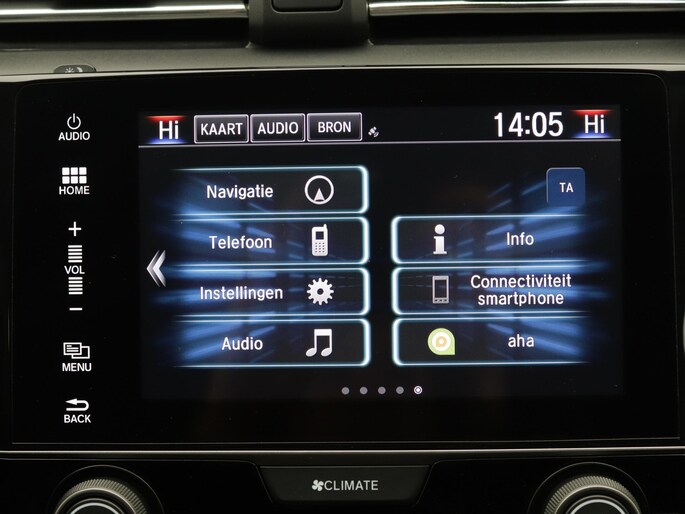 AUDIO
Hi KAART AUDIO BRON 14:05 Hi
HOME
Navigatie
TA
+
Telefoon
Info
VOL
Instellingen
Connectiviteit
smartphone
−
Audio
aha
MENU
BACK
CLIMATE